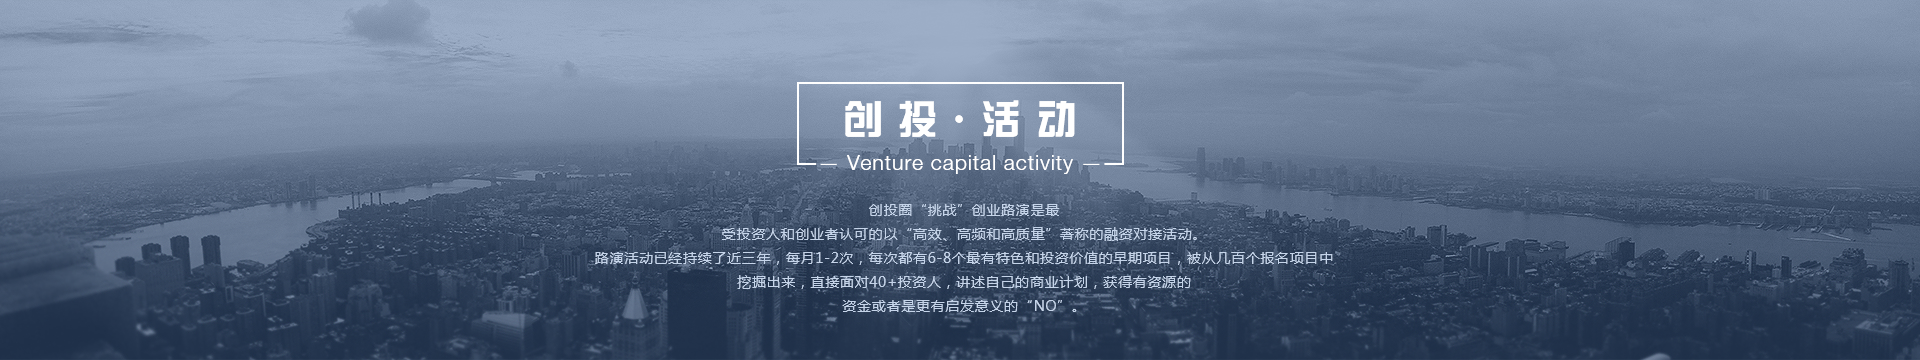 创投·活动
Venture capital activity
创投圈“挑战”创业路演是最
受投资人和创业者认可的以“高效、高频和高质量”著称的融资对接活动。
路演活动已经持续了近三年，每月1-2次，每次都有6-8个最有特色和投资价值的早期项目，被从几百个报名项目中
挖掘出来，直接面对40+投资人，讲述自己的商业计划，获得有资源的
资金或者是更有启发意义的“NO”。